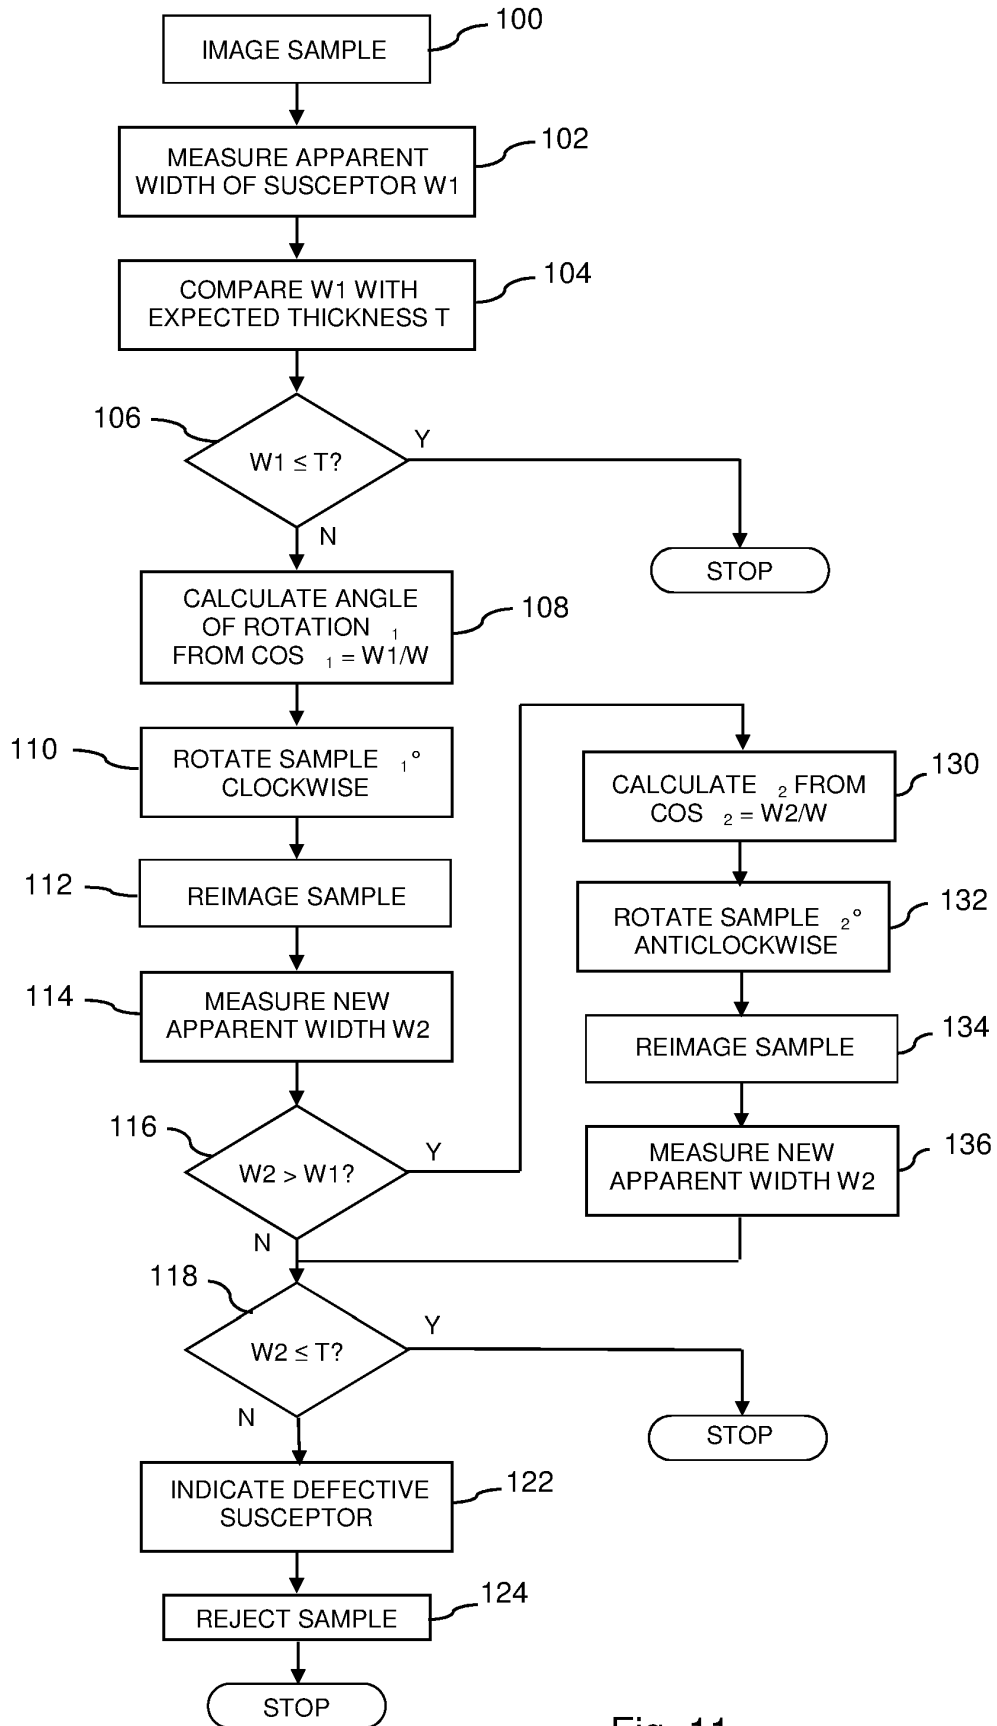 100
IMAGE SAMPLE
102
MEASURE APPARENT
WIDTH OF SUSCEPTOR W1
104
COMPARE W1 WITH
EXPECTED THICKNESS T
106
W1 ≤ T?
Y
N
STOP
108
CALCULATE ANGLE
OF ROTATION ₁
FROM COS ₁ = W1/W
110
ROTATE SAMPLE ₁°
CLOCKWISE
112
REIMAGE SAMPLE
114
MEASURE NEW
APPARENT WIDTH W2
116
W2 > W1?
Y
N
130
CALCULATE ₂ FROM
COS ₂ = W2/W
132
ROTATE SAMPLE ₂°
ANTICLOCKWISE
134
REIMAGE SAMPLE
136
MEASURE NEW
APPARENT WIDTH W2
118
W2 ≤ T?
Y
N
STOP
122
INDICATE DEFECTIVE
SUSCEPTOR
124
REJECT SAMPLE
STOP
Fig. 11